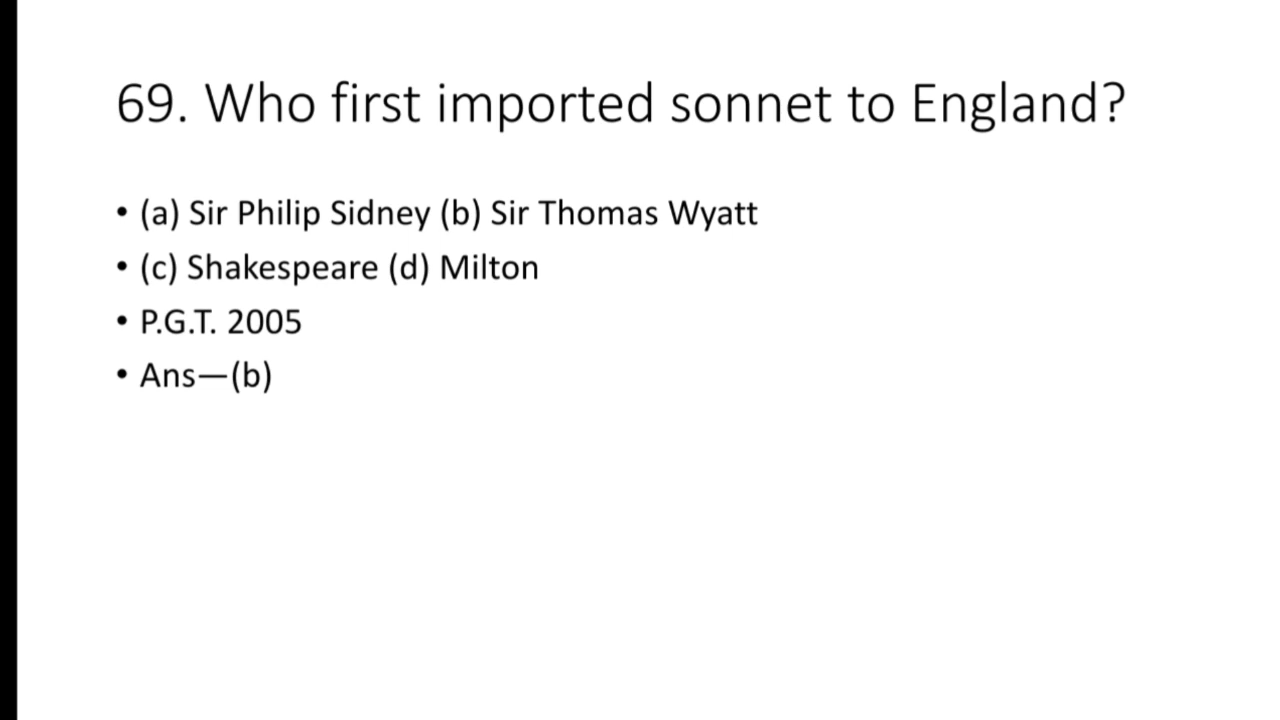 69. Who first imported sonnet to England?
• (a) Sir Philip Sidney (b) Sir Thomas Wyatt
• (c) Shakespeare (d) Milton
• P.G.T. 2005
• Ans—(b)